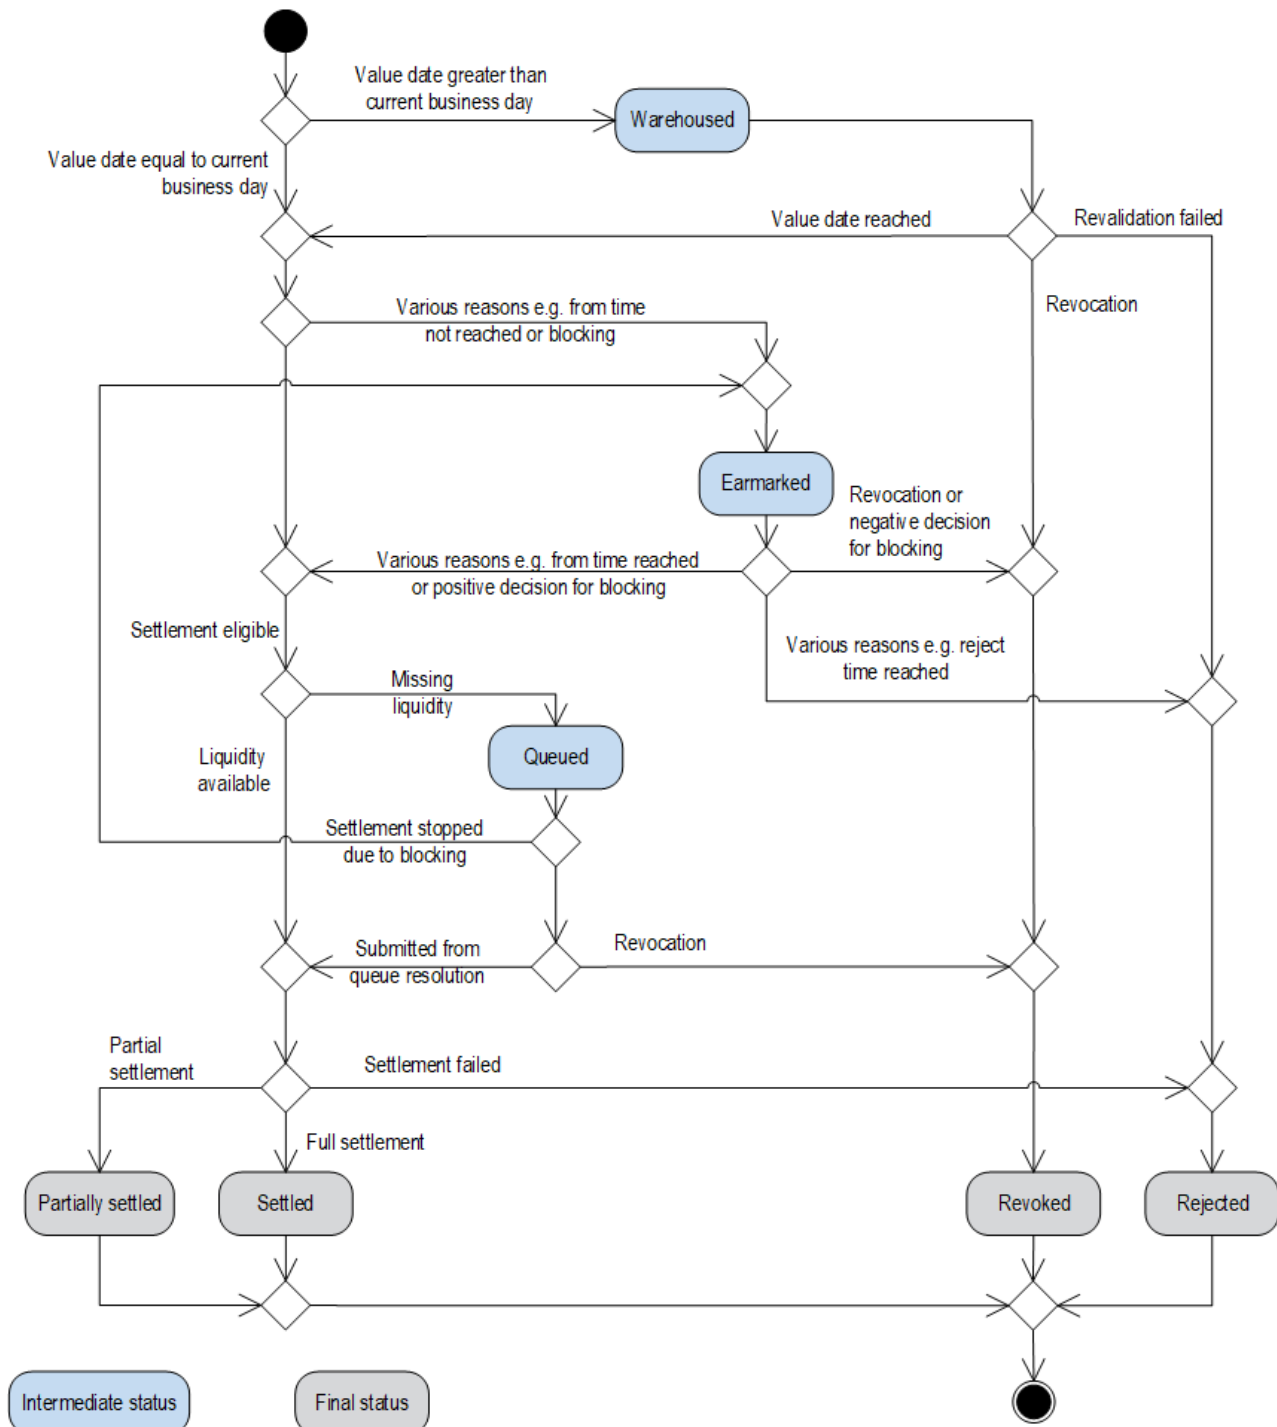 Value date greater than
current business day
Warehoused
Value date equal to current
business day
Value date reached
Revalidation failed
Revocation
Various reasons e.g. from time
not reached or blocking
Earmarked
Revocation or
negative decision
for blocking
Various reasons e.g. from time reached
or positive decision for blocking
Settlement eligible
Various reasons e.g. reject
time reached
Missing
liquidity
Queued
Liquidity
available
Settlement stopped
due to blocking
Submitted from
queue resolution
Revocation
Partial
settlement
Settlement failed
Full settlement
Partially settled
Settled
Revoked
Rejected
Intermediate status
Final status